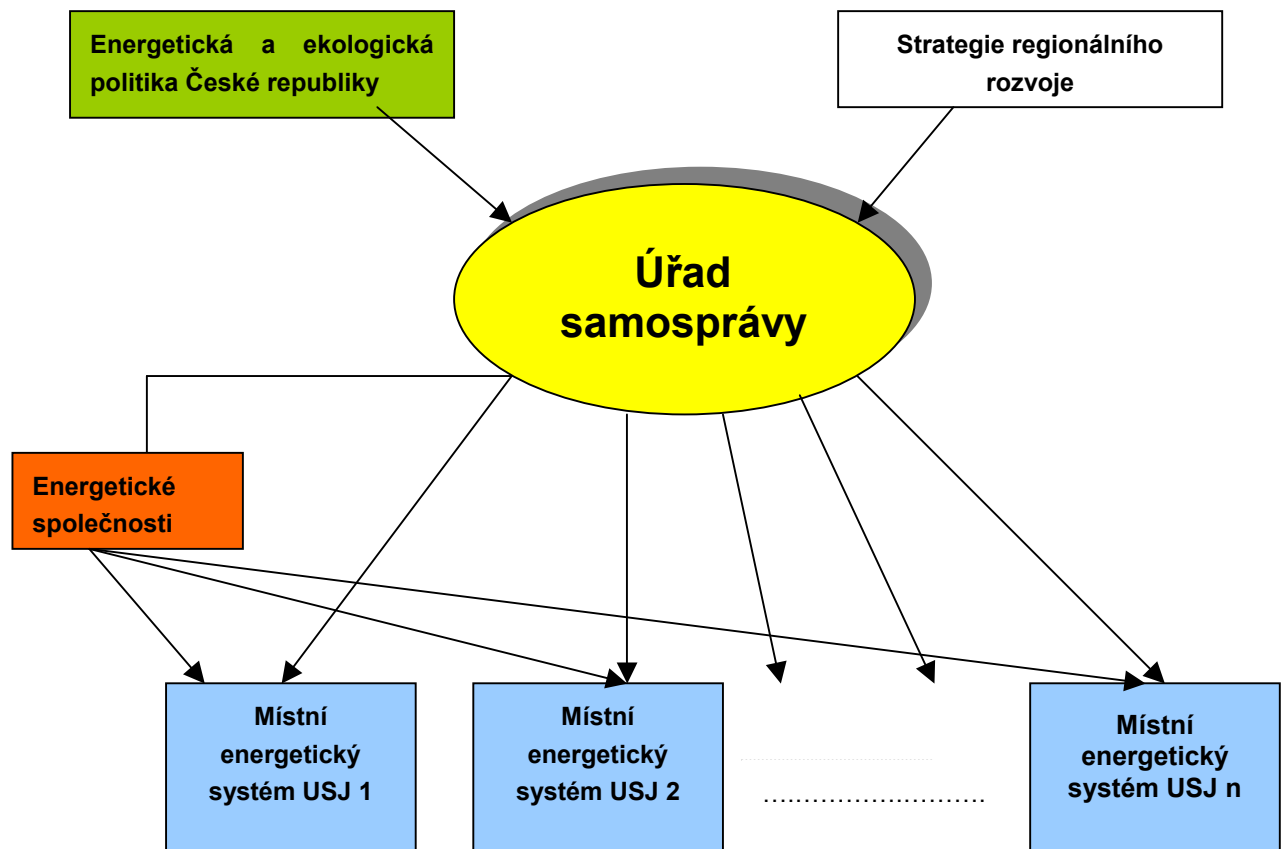 Energetická a ekologická
politika České republiky
Strategie regionálního
rozvoje
Úřad
samosprávy
Energetické
společnosti
Místní
energetický
systém USJ 1
Místní
energetický
systém USJ 2
............................
Místní
energetický
systém USJ n